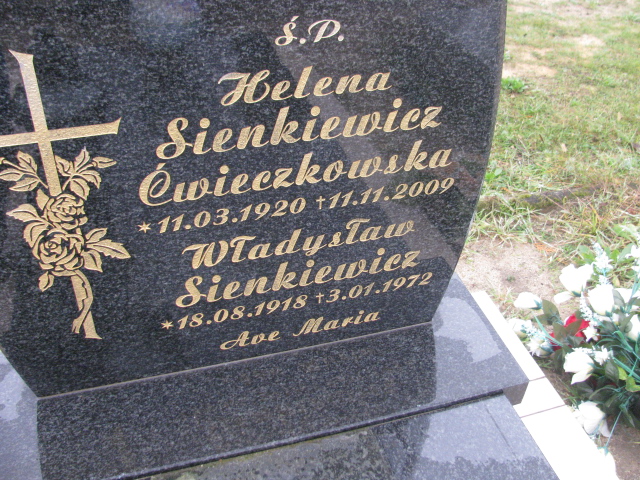 Ś.P.
Helena
Sienkiewicz
Ćwieczkowska
*11.03.1920 †11.11.2009
Władysław
Sienkiewicz
*18.08.1918 †3.01.1972
Ave Maria